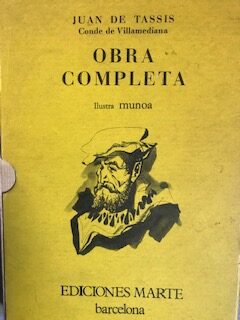 JUAN DE TASSIS
Conde de Villamediana
OBRA
COMPLETA
Ilustra munoa
EDICIONES MARTE
barcelona